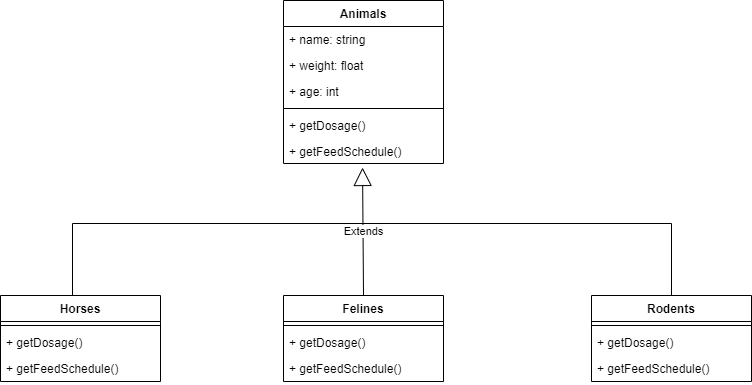 Animals
+ name: string
+ weight: float
+ age: int
+ getDosage()
+ getFeedSchedule()
Extends
Horses
+ getDosage()
+ getFeedSchedule()
Felines
+ getDosage()
+ getFeedSchedule()
Rodents
+ getDosage()
+ getFeedSchedule()